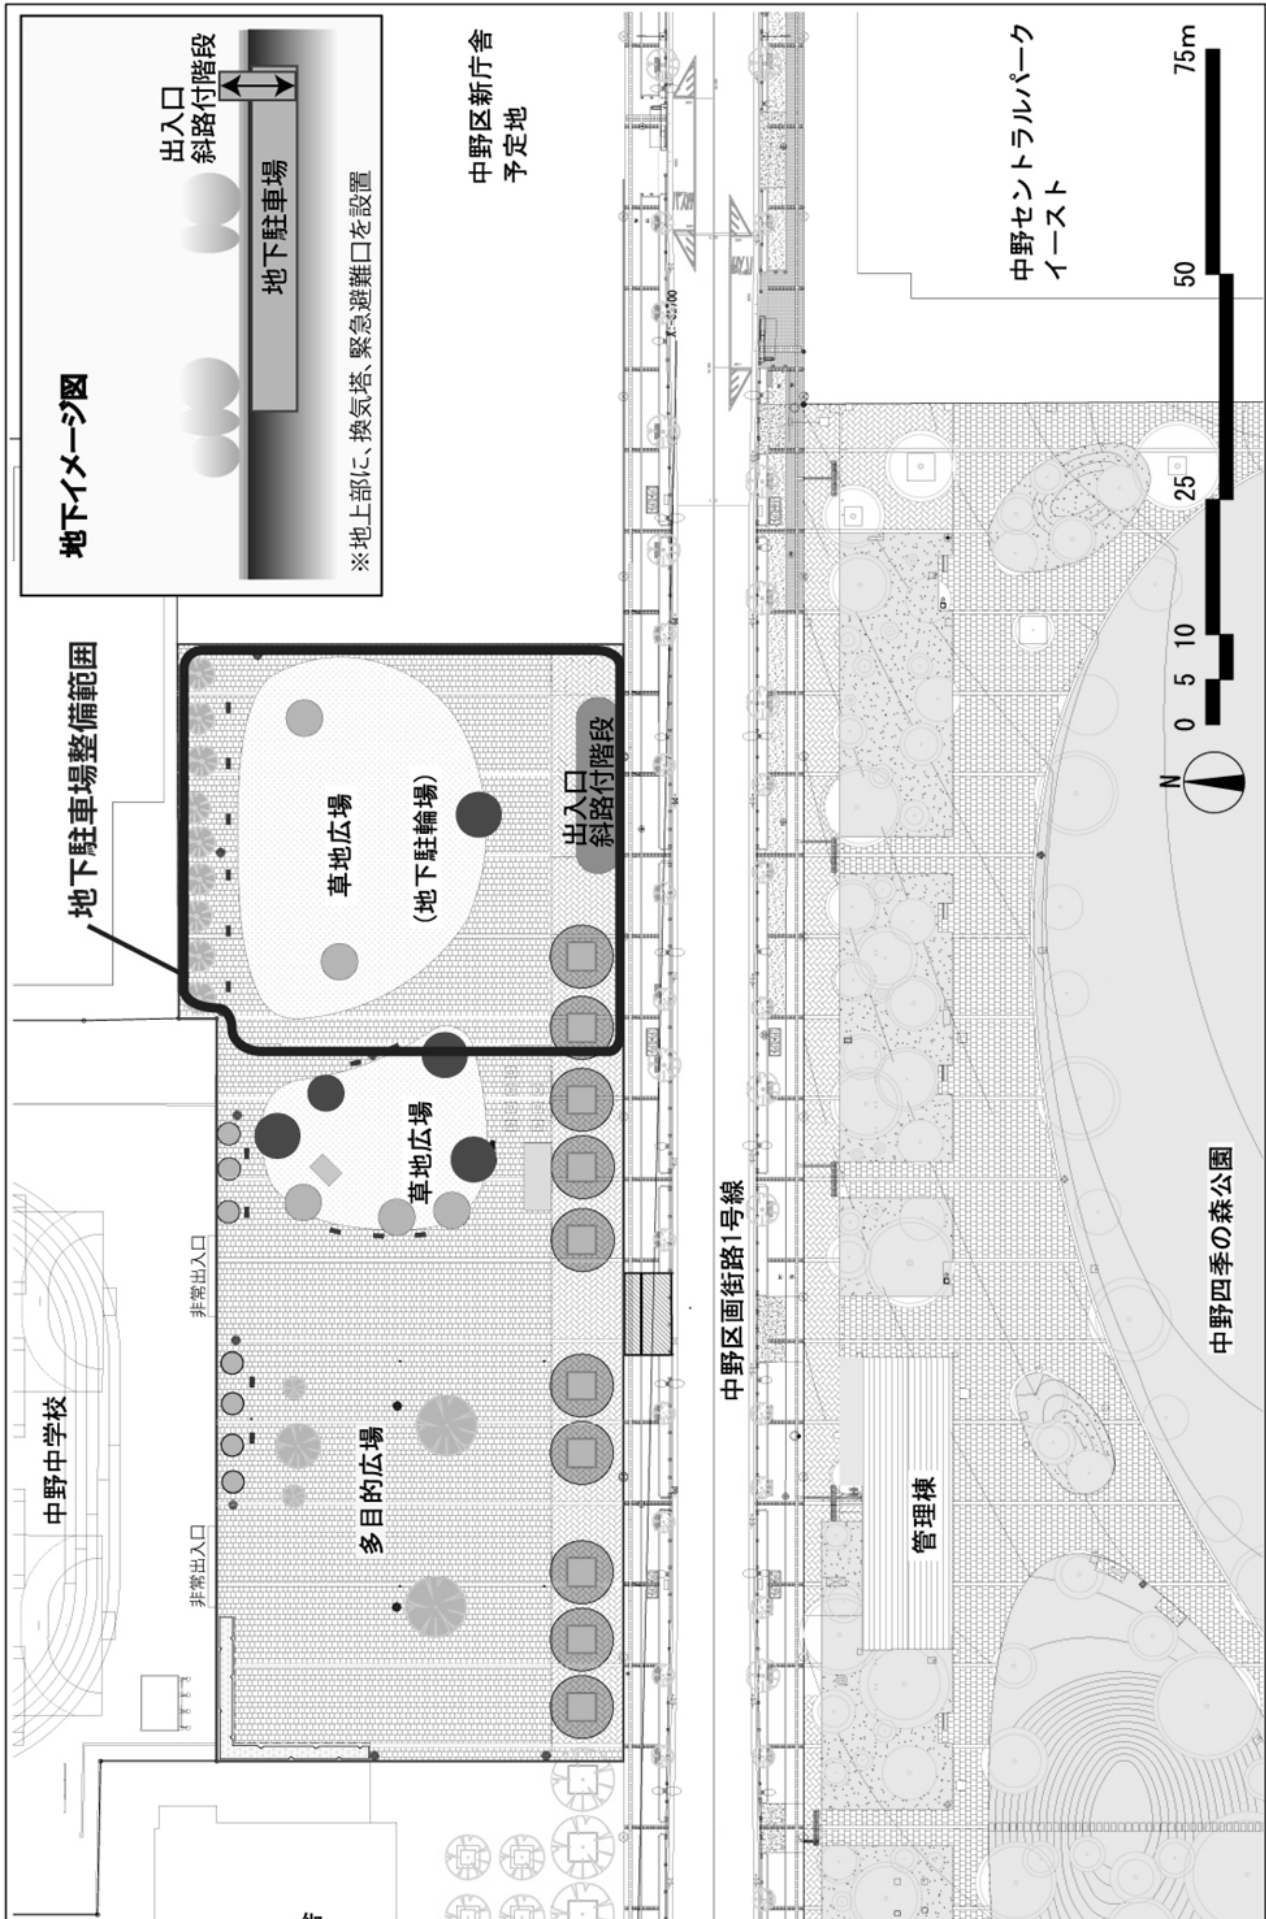 地下イメージ図
出入口
斜路付階段
地下駐車場
※地上部に、換気塔、緊急避難口を設置
中野区新庁舎
予定地
中野セントラルパーク
イースト
地下駐車場整備範囲
草地広場
(地下駐輪場)
出入口
斜路付階段
草地広場
非常出入口
非常出入口
中野中学校
多目的広場
中野区画街路1号線
管理棟
中野四季の森公園
N
0 5 10 25 50 75m